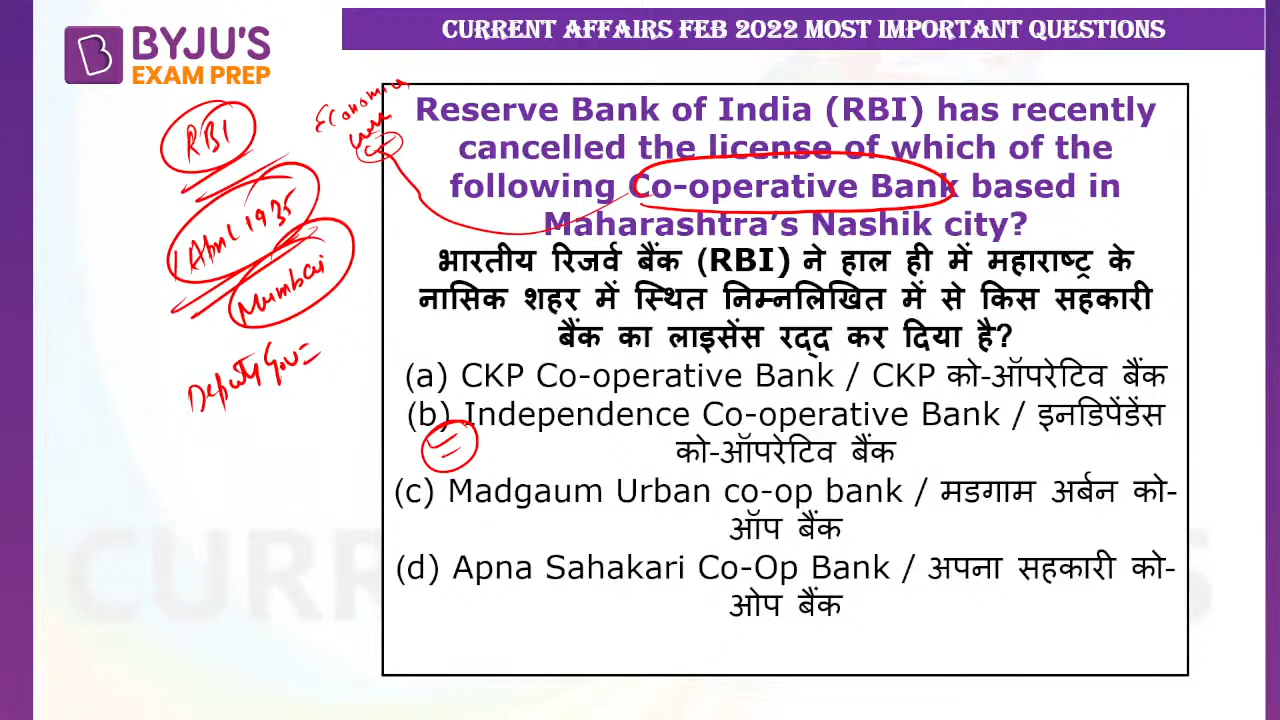 BYJU'S
EXAM PREP
CURRENT AFFAIRS FEB 2022 MOST IMPORTANT QUESTIONS
RBI
1 April 1935
Mumbai
Deputy Gov =
Economics
Reserve Bank of India (RBI) has recently
cancelled the license of which of the
following Co-operative Bank based in
Maharashtra's Nashik city?
भारतीय रिजर्व बैंक (RBI) ने हाल ही में महाराष्ट्र के
नासिक शहर में स्थित निम्नलिखित में से किस सहकारी
बैंक का लाइसेंस रद्द कर दिया है?
(a) CKP Co-operative Bank / CKP को-ऑपरेटिव बैंक
(b) Independence Co-operative Bank / इनडिपेंडेंस
को-ऑपरेटिव बैंक
(c) Madgaum Urban co-op bank / मडगाम अर्बन को-
ऑप बैंक
(d) Apna Sahakari Co-Op Bank / अपना सहकारी को-
ओप बैंक